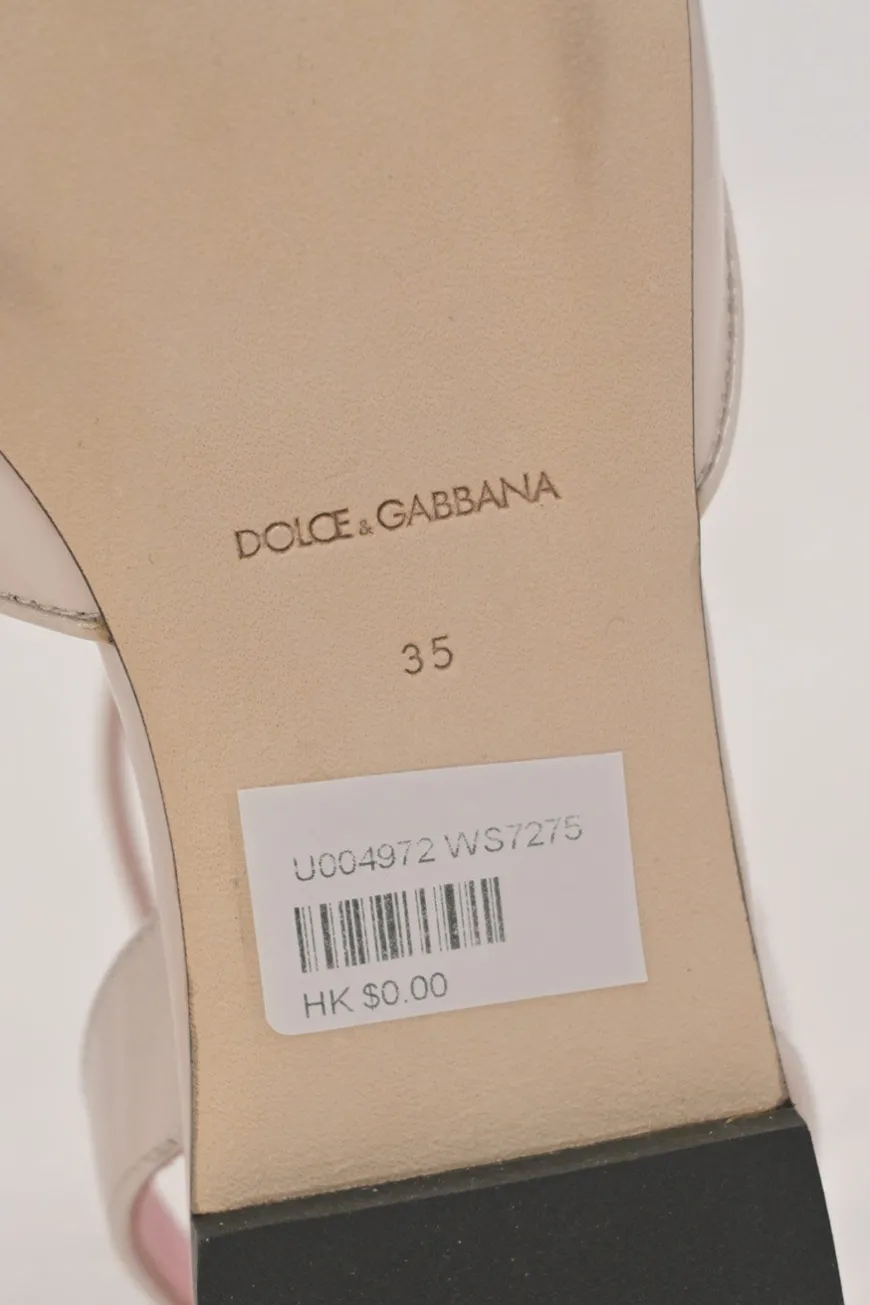 DOLCE & GABBANA
35
U004972 WS7275
HK $0.00